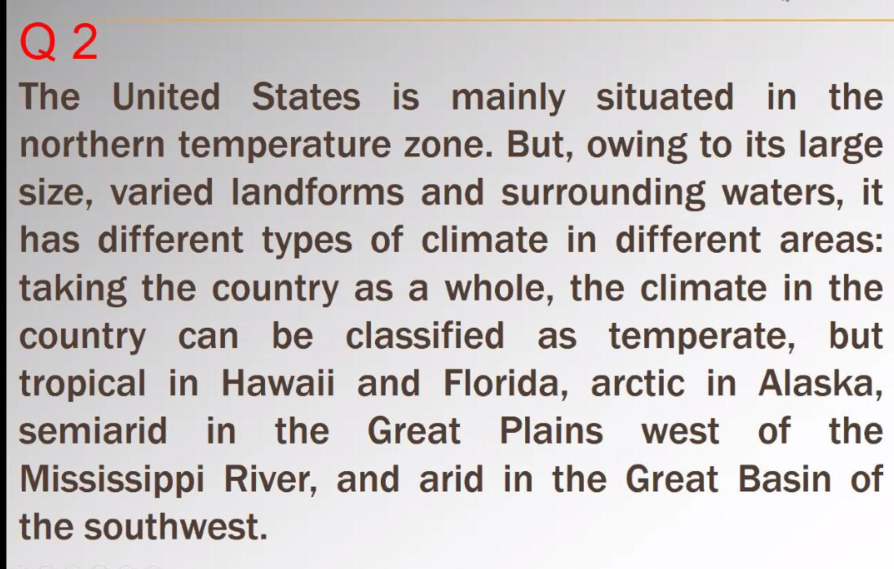 Q 2
The United States is mainly situated in the
northern temperature zone. But, owing to its large
size, varied landforms and surrounding waters, it
has different types of climate in different areas:
taking the country as a whole, the climate in the
country can be classified as temperate, but
tropical in Hawaii and Florida, arctic in Alaska,
semiarid in the Great Plains west of the
Mississippi River, and arid in the Great Basin of
the southwest.